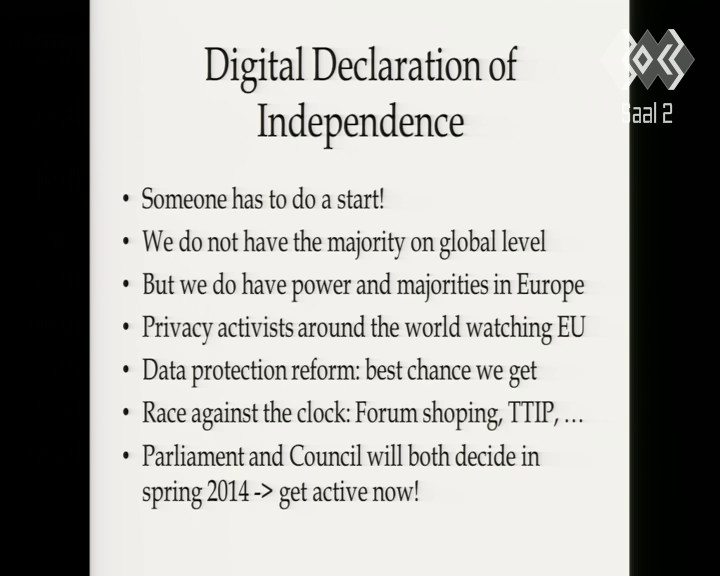 Digital Declaration of
Independence
• Someone has to do a start!
• We do not have the majority on global level
• But we do have power and majorities in Europe
• Privacy activists around the world watching EU
• Data protection reform: best chance we get
• Race against the clock: Forum shoping, TTIP, …
• Parliament and Council will both decide in
spring 2014 -> get active now!
Saal 2